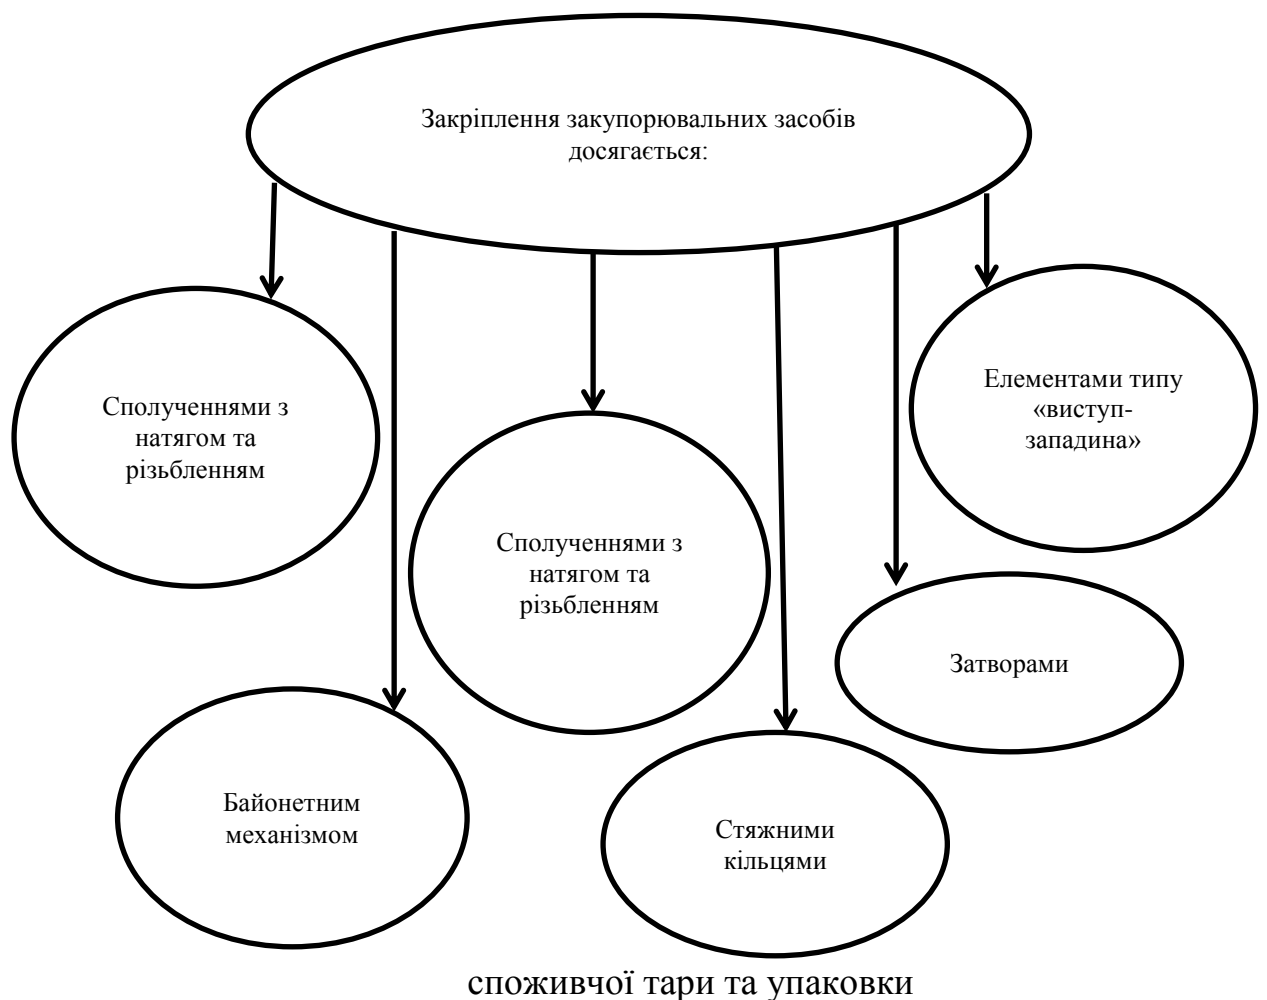 Закріплення закупорювальних засобів
досягається:
Сполученнями з
натягом та
різьбленням
Елементами типу
«виступ-
западина»
Сполученнями з
натягом та
різьбленням
Затворами
Байонетним
механізмом
Стяжними
кільцями
споживчої тари та упаковки